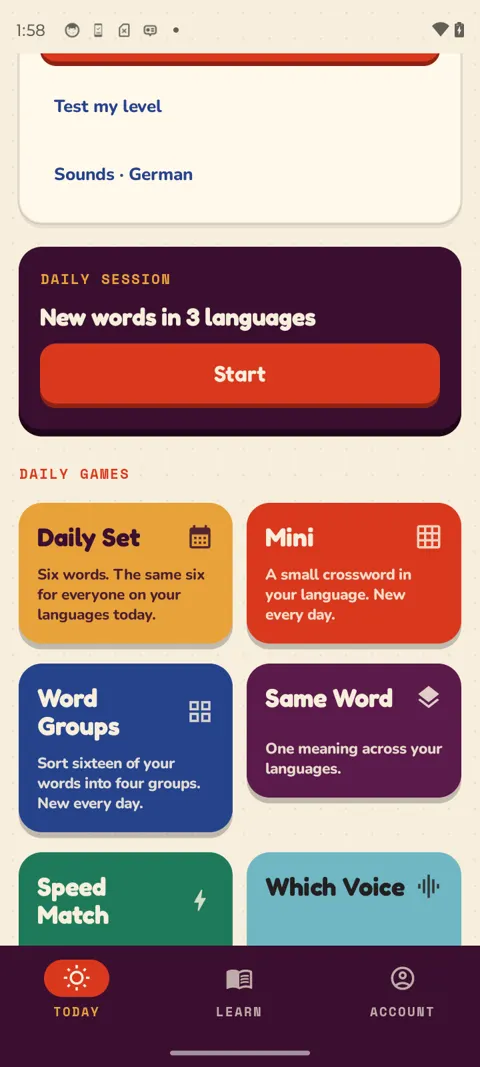 1:58
Test my level
Sounds · German
DAILY SESSION
New words in 3 languages
Start
DAILY GAMES
Daily Set
Six words. The same six
for everyone on your
languages today.
Mini
A small crossword in
your language. New
every day.
Word
Groups
Sort sixteen of your
words into four groups.
New every day.
Same Word
One meaning across your
languages.
Speed
Match
Which Voice
TODAY
LEARN
ACCOUNT